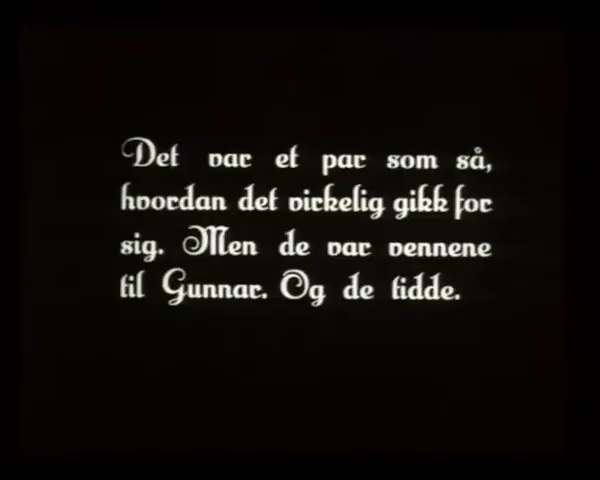 Det var et par som så,
hvordan det virkelig gikk for
sig. Men de var vennene
til Gunnar. Og de tidde.